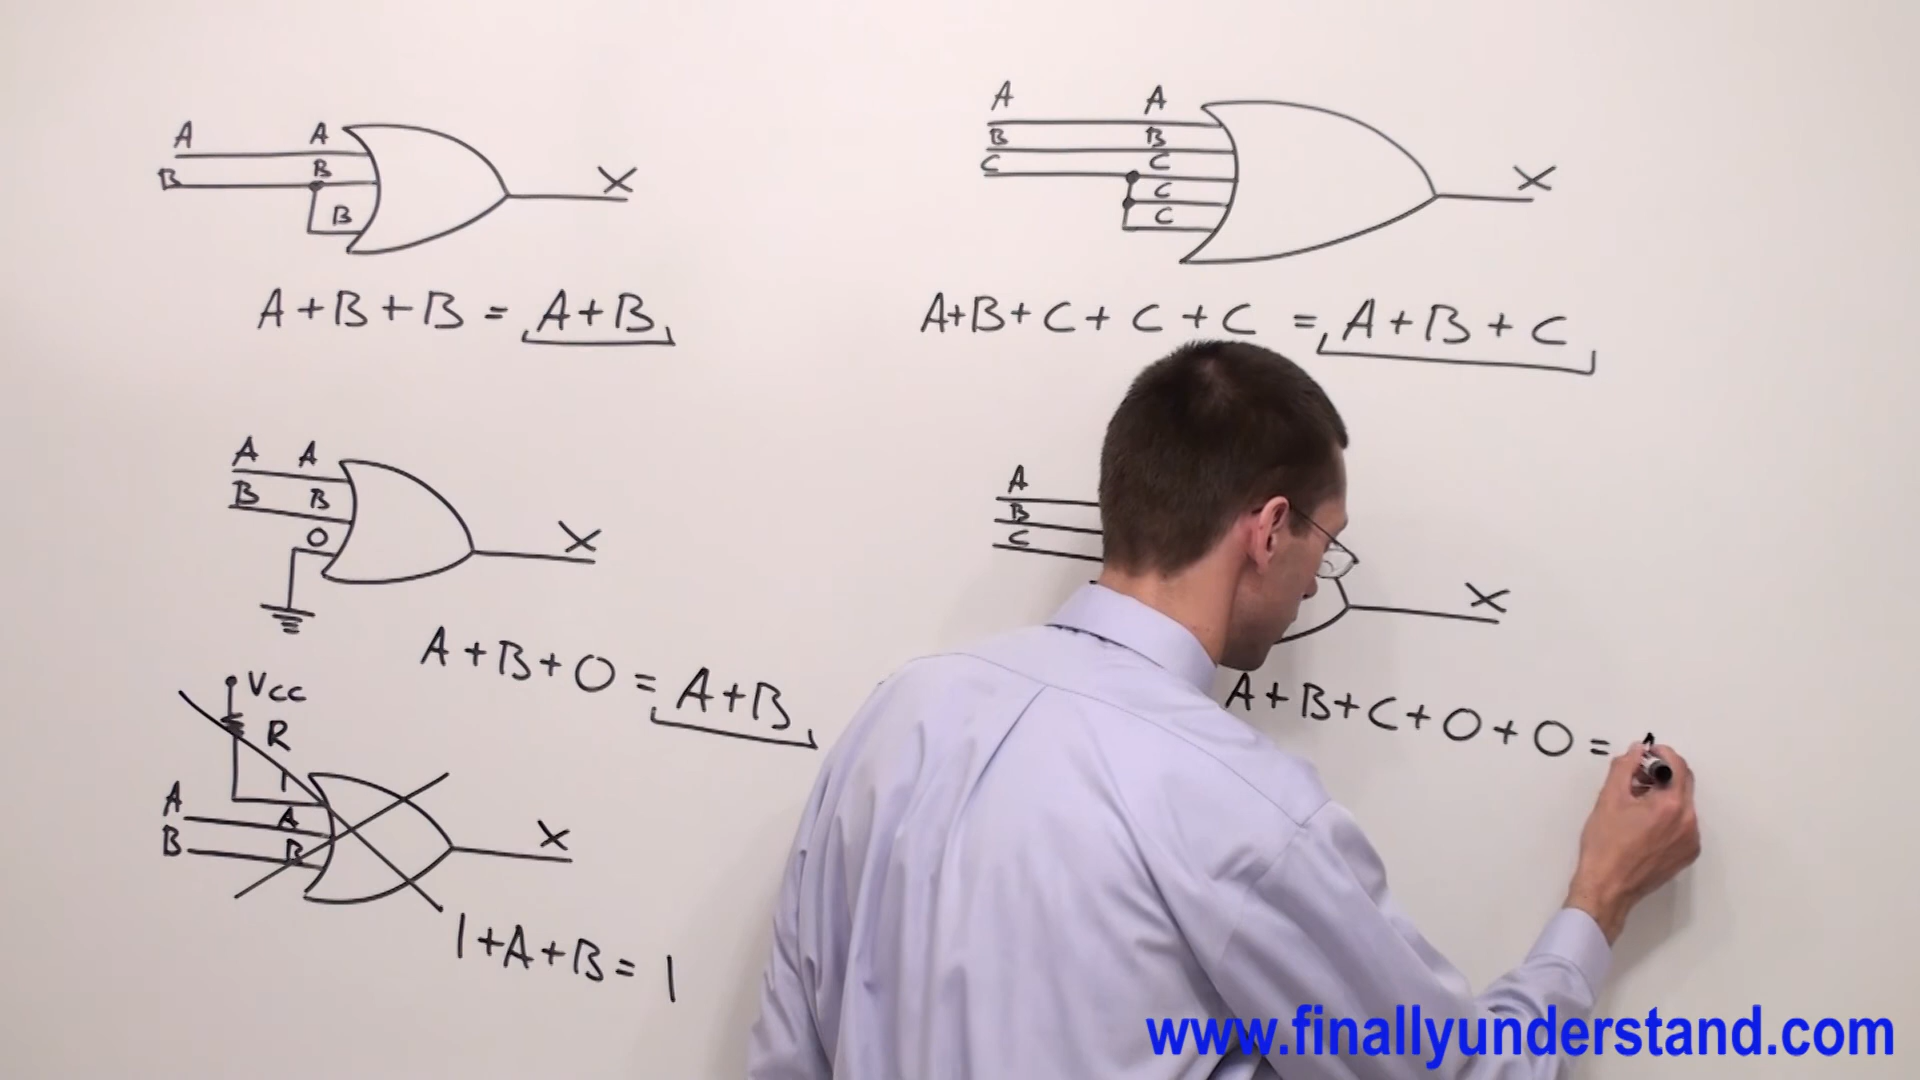 A A
B B
B
X
A+B+B = A+B
A A
B B
C C
C
C
X
A+B+C+C+C = A+B+C
A A
B B
0
X
A+B+0 = A+B
A
B
C
X
A+B+C+0+0 =
Vcc
R
1
A A
B B
X
1+A+B = 1
www.finallyunderstand.com